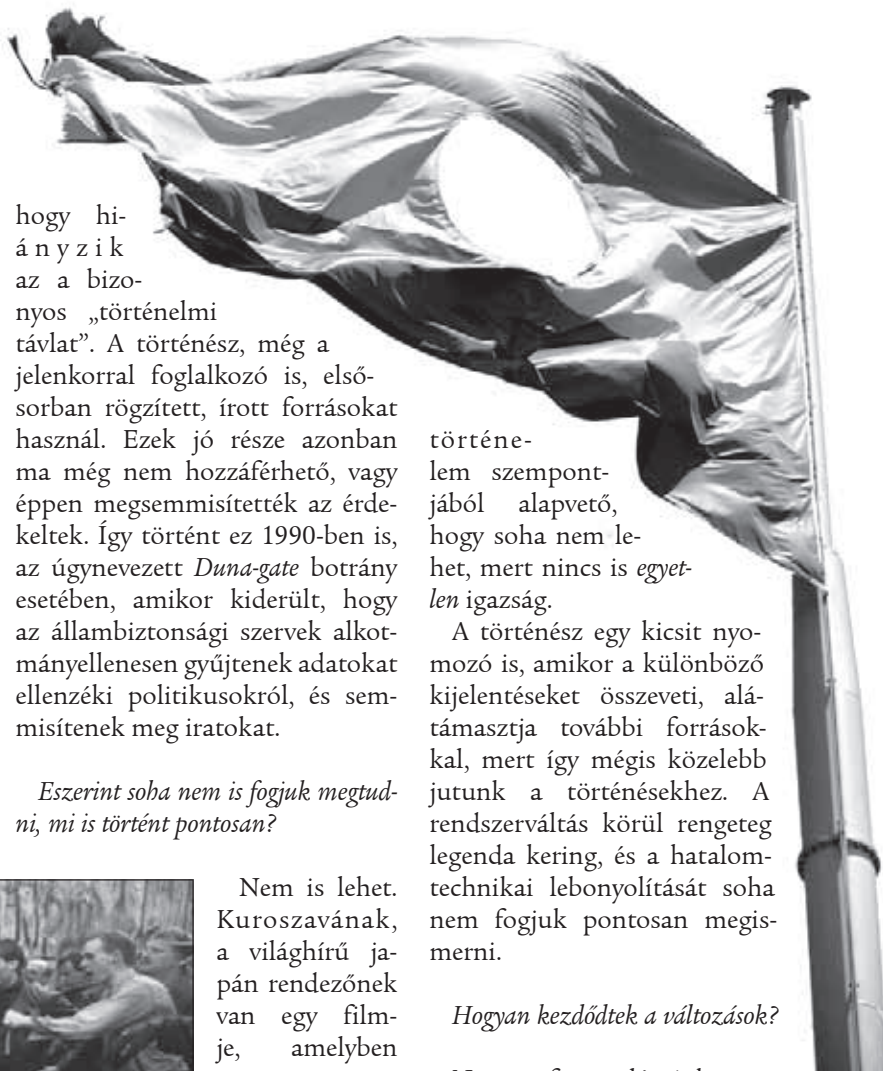 hogy hi-
ányzik
az a bizo-
nyos „történelmi
távlat”. A történész, még a
jelenkorral foglalkozó is, első-
sorban rögzített, írott forrásokat
használ. Ezek jó része azonban
ma még nem hozzáférhető, vagy
éppen megsemmisítették az érde-
keltek. Így történt ez 1990-ben is,
az úgynevezett Duna-gate botrány
esetében, amikor kiderült, hogy
az állambiztonsági szervek alkot-
mányellenesen gyűjtenek adatokat
ellenzéki politikusokról, és sem-
misítenek meg iratokat.
Eszerint soha nem is fogjuk megtud-
ni, mi is történt pontosan?
Nem is lehet.
Kuroszavának,
a világhírű ja-
pán rendezőnek
van egy film-
je, amelyben
történe-
lem szempont-
jából alapvető,
hogy soha nem le-
het, mert nincs is egyet-
len igazság.
A történész egy kicsit nyo-
mozó is, amikor a különböző
kijelentéseket összeveti, alá-
támasztja további források-
kal, mert így mégis közelebb
jutunk a történésekhez. A
rendszerváltás körül rengeteg
legenda kering, és a hatalom-
technikai lebonyolítását soha
nem fogjuk pontosan megis-
merni.
Hogyan kezdődtek a változások?